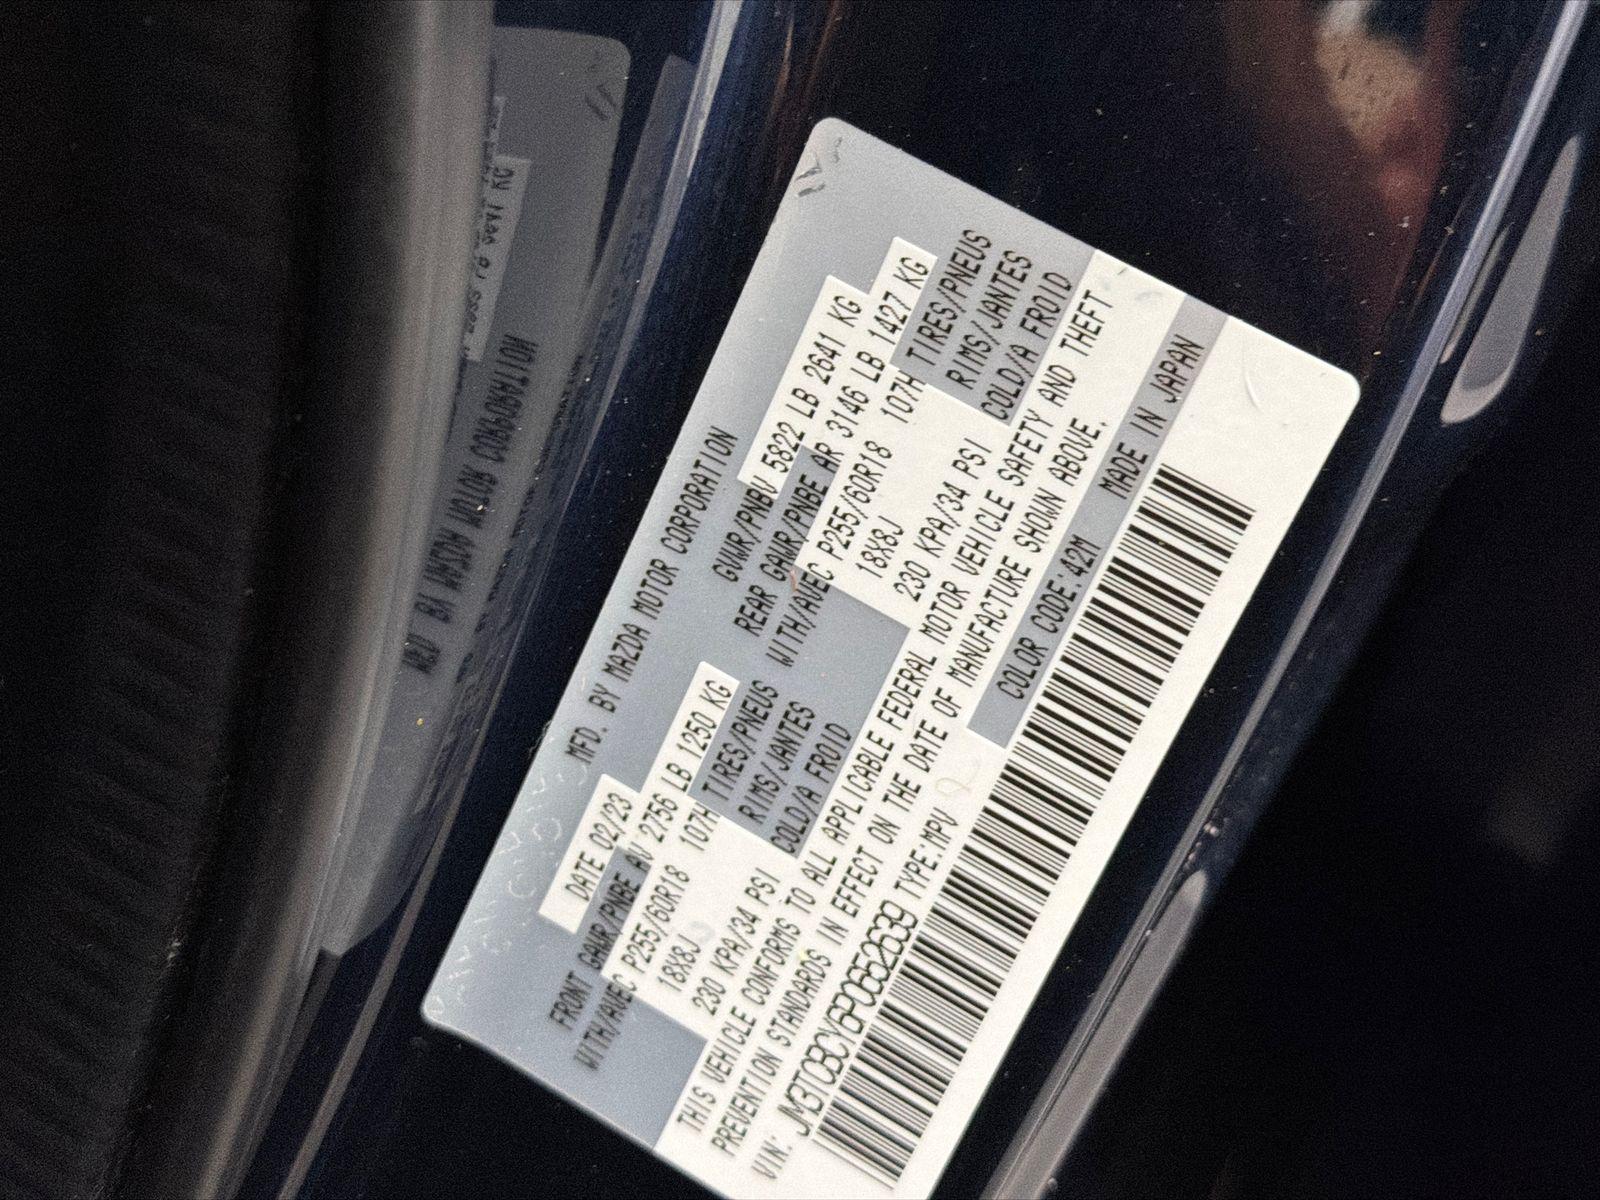 MFD. BY MAZDA MOTOR CORPORATION
DATE 02/23 GVWR/PNBV 5822 LB 2641 KG
FRONT GAWR/PNBE AV 2756 LB 1250 KG REAR GAWR/PNBE AR 3146 LB 1427 KG
WITH/AVEC P255/60R18 107H TIRES/PNEUS WITH/AVEC P255/60R18 107H TIRES/PNEUS
18X8J RIMS/JANTES 18X8J RIMS/JANTES
230 KPA/34 PSI COLD/A FROID 230 KPA/34 PSI COLD/A FROID
THIS VEHICLE CONFORMS TO ALL APPLICABLE FEDERAL MOTOR VEHICLE SAFETY AND THEFT
PREVENTION STANDARDS IN EFFECT ON THE DATE OF MANUFACTURE SHOWN ABOVE.
VIN: JM3TCBCY6P0652639 TYPE:MPV COLOR CODE:42M MADE IN JAPAN